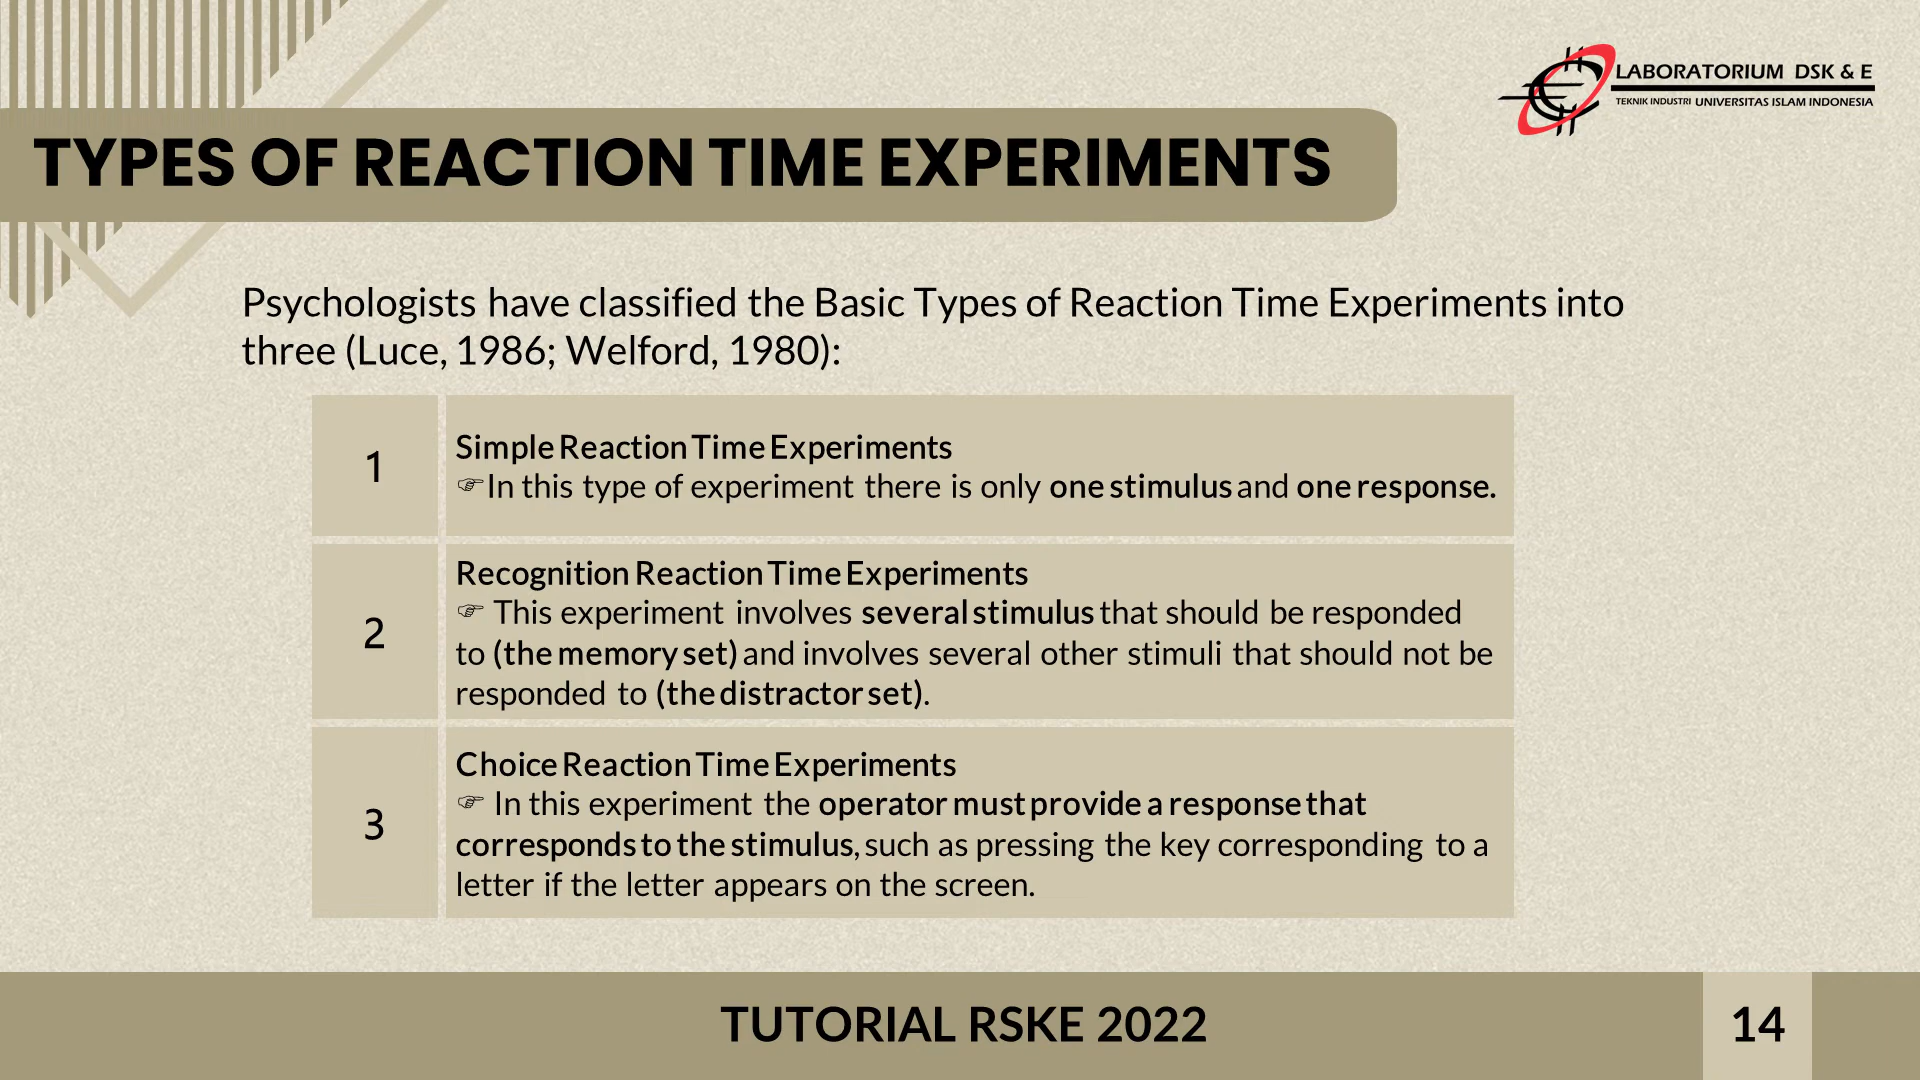 LABORATORIUM DSK & E
TEKNIK INDUSTRI UNIVERSITAS ISLAM INDONESIA
TYPES OF REACTION TIME EXPERIMENTS
Psychologists have classified the Basic Types of Reaction Time Experiments into
three (Luce, 1986; Welford, 1980):
1
Simple Reaction Time Experiments
☞In this type of experiment there is only one stimulus and one response.
2
Recognition Reaction Time Experiments
☞ This experiment involves several stimulus that should be responded
to (the memory set) and involves several other stimuli that should not be
responded to (the distractor set).
3
Choice Reaction Time Experiments
☞ In this experiment the operator must provide a response that
corresponds to the stimulus, such as pressing the key corresponding to a
letter if the letter appears on the screen.
TUTORIAL RSKE 2022
14